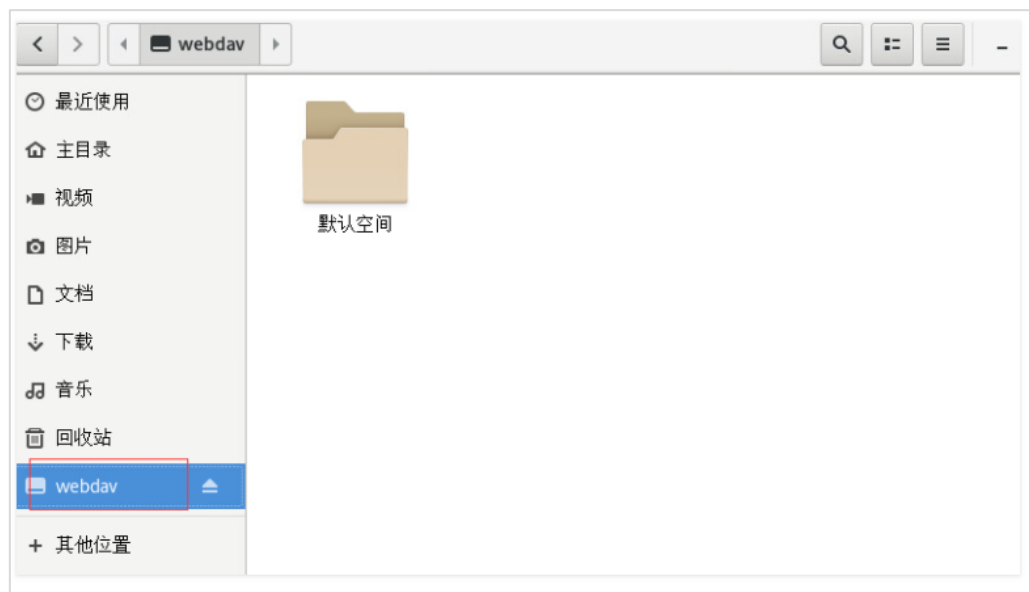 webdav
最近使用
主目录
视频
图片
文档
下载
音乐
回收站
webdav
其他位置
默认空间